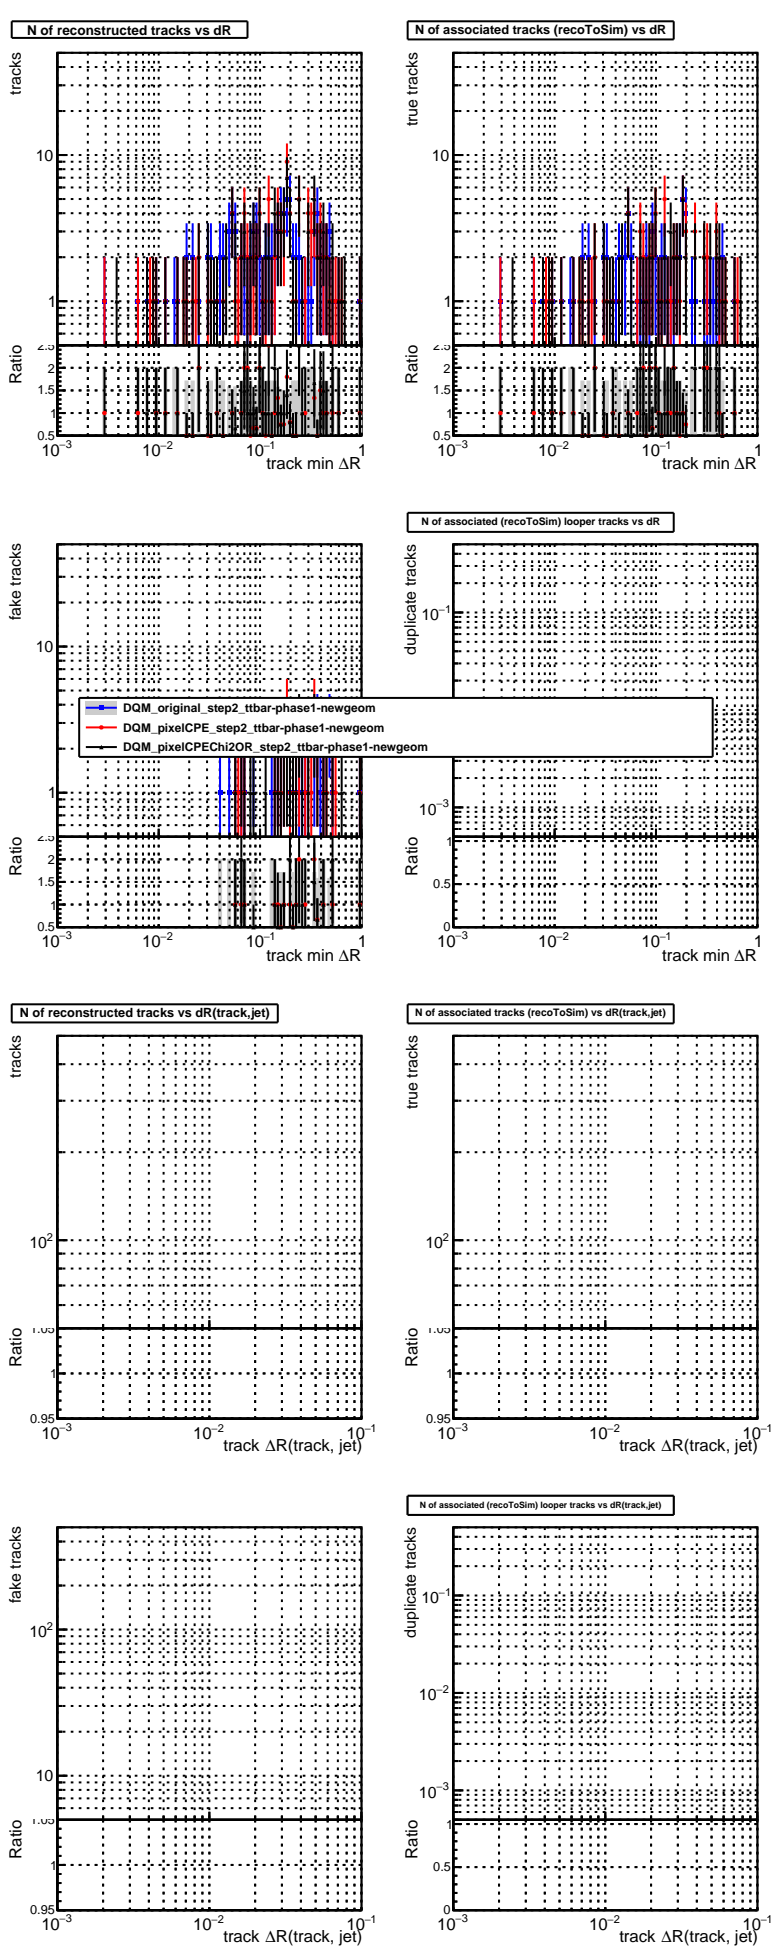 N of reconstructed tracks vs dR
N of associated tracks (recoToSim) vs dR
tracks
10
1
Ratio
2.5
2
1.5
1
0.5
10⁻³
10⁻²
10⁻¹
1
track min ΔR
true tracks
10
1
Ratio
2.5
2
1.5
1
0.5
10⁻³
10⁻²
10⁻¹
1
track min ΔR
N of associated (recoToSim) looper tracks vs dR
fake tracks
10
1
Ratio
2.5
2
1.5
1
0.5
10⁻³
10⁻²
10⁻¹
1
track min ΔR
duplicate tracks
10⁻¹
10⁻³
Ratio
1
0.5
0
10⁻³
10⁻²
10⁻¹
1
track min ΔR
DQM_original_step2_ttbar-phase1-newgeom
DQM_pixelCPE_step2_ttbar-phase1-newgeom
DQM_pixelCPEChi2OR_step2_ttbar-phase1-newgeom
N of reconstructed tracks vs dR(track,jet)
N of associated tracks (recoToSim) vs dR(track,jet)
tracks
10²
Ratio
1.05
1
0.95
10⁻³
10⁻²
10⁻¹
track ΔR(track, jet)
true tracks
10²
Ratio
1.05
1
0.95
10⁻³
10⁻²
10⁻¹
track ΔR(track, jet)
N of associated (recoToSim) looper tracks vs dR(track,jet)
fake tracks
10²
10
Ratio
1.05
1
0.95
10⁻³
10⁻²
10⁻¹
track ΔR(track, jet)
duplicate tracks
10⁻¹
10⁻²
10⁻³
Ratio
1
0.5
0
10⁻³
10⁻²
10⁻¹
track ΔR(track, jet)